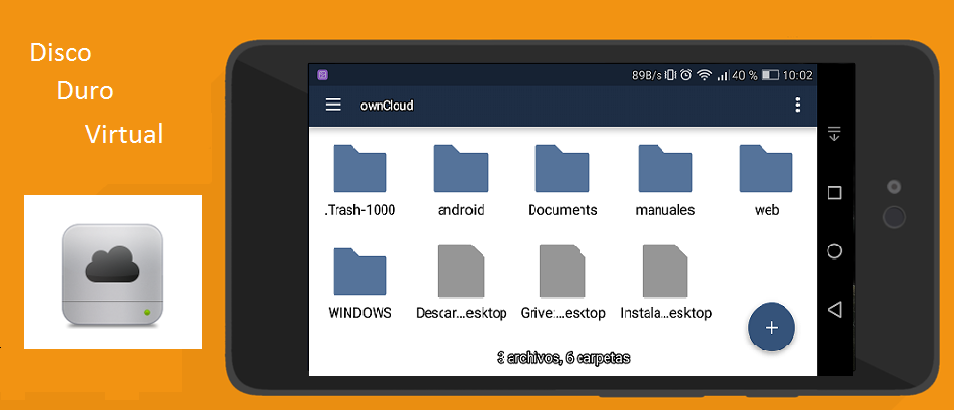 Disco
Duro
Virtual
89B/s 40 % 10:02
ownCloud
.Trash-1000 android Documents manuales web
WINDOWS Descar...esktop Grive:...esktop Instala...esktop
3 archivos, 6 carpetas